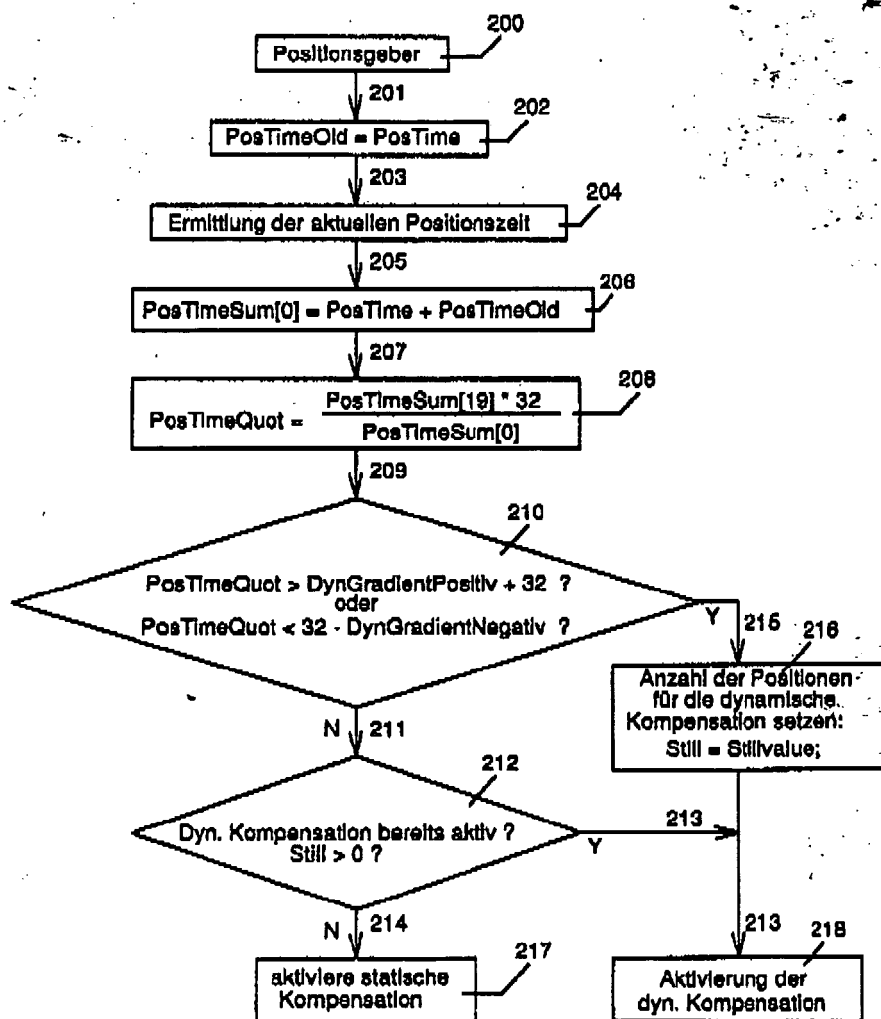 200
Positionsgeber
201
202
PosTimeOld = PosTime
203
204
Ermittlung der aktuellen Positionszeit
205
206
PosTimeSum[0] = PosTime + PosTimeOld
207
208
PosTimeQuot = PosTimeSum[19] * 32
PosTimeSum[0]
209
210
PosTimeQuot > DynGradientPositiv + 32 ?
oder
PosTimeQuot < 32 - DynGradientNegativ ?
Y
215
216
Anzahl der Positionen
für die dynamische
Kompensation setzen:
Still = Stillvalue;
N
211
212
Dyn. Kompensation bereits aktiv ?
Still > 0 ?
Y
213
N
214
213
217
aktiviere statische
Kompensation
218
Aktivierung der
dyn. Kompensation